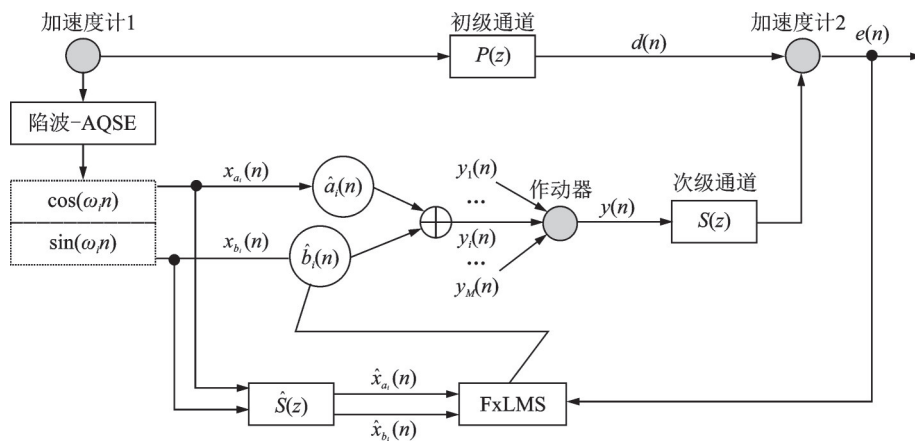 加速度计1
初级通道
加速度计2
P(z)
d(n)
e(n)
陷波-AQSE
cos(ωᵢn)
sin(ωᵢn)
x_{a_i}(n)
x_{b_i}(n)
â_i(n)
b̂_i(n)
y_1(n)
...
y_i(n)
...
y_M(n)
作动器
y(n)
次级通道
S(z)
Ŝ(z)
x̂_{a_i}(n)
x̂_{b_i}(n)
FxLMS